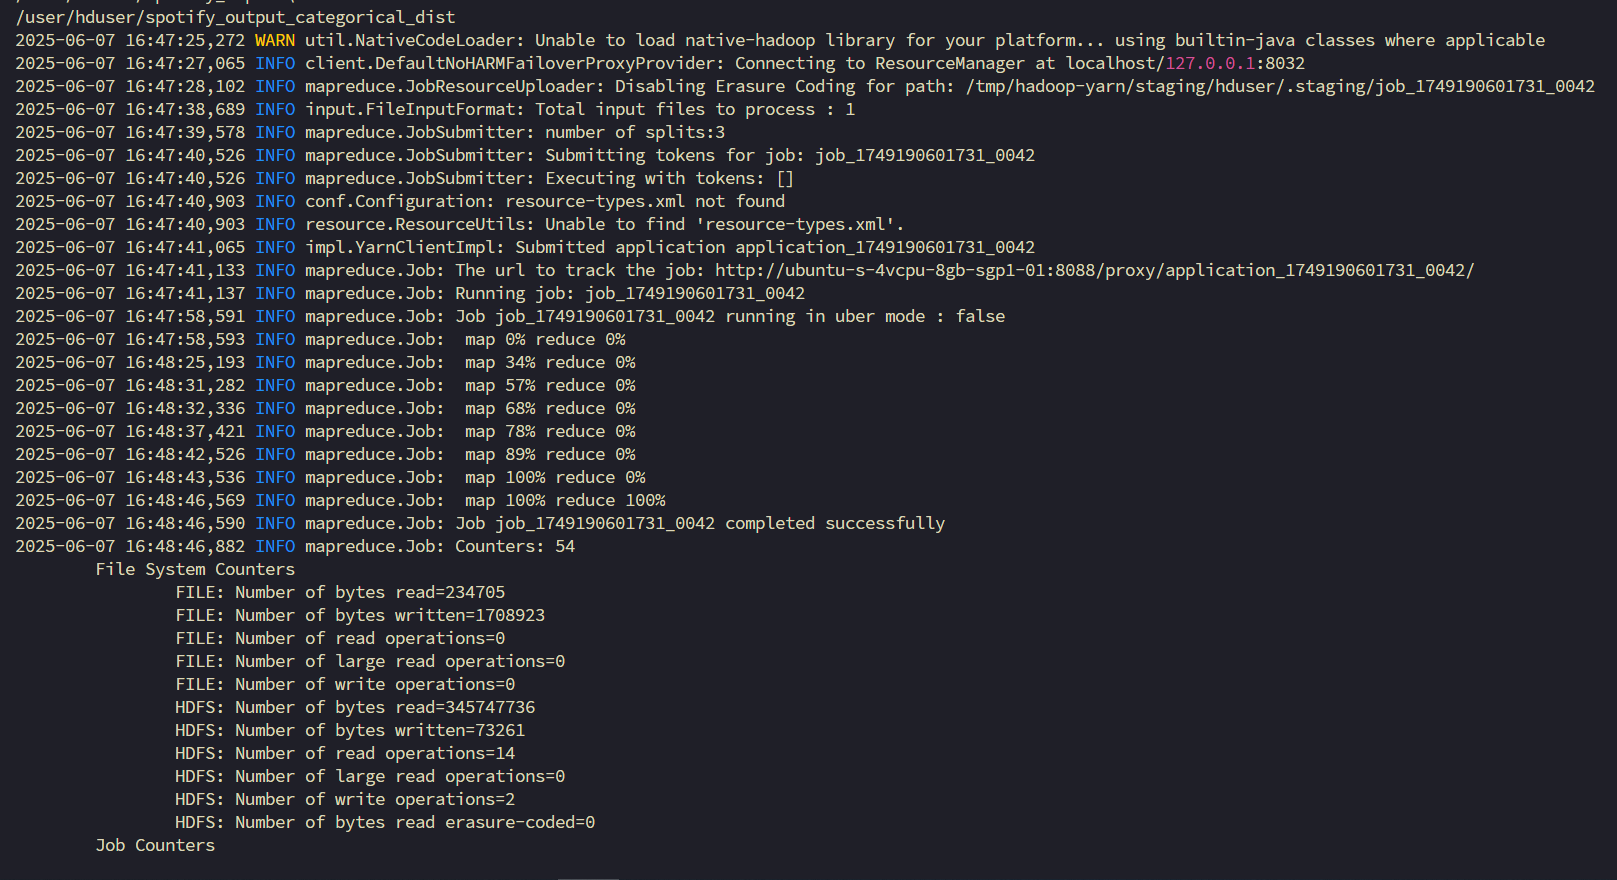 /user/hduser/spotify_output_categorical_dist
2025-06-07 16:47:25,272 WARN util.NativeCodeLoader: Unable to load native-hadoop library for your platform... using builtin-java classes where applicable
2025-06-07 16:47:27,065 INFO client.DefaultNoHARMFailoverProxyProvider: Connecting to ResourceManager at localhost/127.0.0.1:8032
2025-06-07 16:47:28,102 INFO mapreduce.JobResourceUploader: Disabling Erasure Coding for path: /tmp/hadoop-yarn/staging/hduser/.staging/job_1749190601731_0042
2025-06-07 16:47:38,689 INFO input.FileInputFormat: Total input files to process : 1
2025-06-07 16:47:39,578 INFO mapreduce.JobSubmitter: number of splits:3
2025-06-07 16:47:40,526 INFO mapreduce.JobSubmitter: Submitting tokens for job: job_1749190601731_0042
2025-06-07 16:47:40,526 INFO mapreduce.JobSubmitter: Executing with tokens: []
2025-06-07 16:47:40,903 INFO conf.Configuration: resource-types.xml not found
2025-06-07 16:47:40,903 INFO resource.ResourceUtils: Unable to find 'resource-types.xml'.
2025-06-07 16:47:41,065 INFO impl.YarnClientImpl: Submitted application application_1749190601731_0042
2025-06-07 16:47:41,133 INFO mapreduce.Job: The url to track the job: http://ubuntu-s-4vcpu-8gb-sgp1-01:8088/proxy/application_1749190601731_0042/
2025-06-07 16:47:41,137 INFO mapreduce.Job: Running job: job_1749190601731_0042
2025-06-07 16:47:58,591 INFO mapreduce.Job: Job job_1749190601731_0042 running in uber mode : false
2025-06-07 16:47:58,593 INFO mapreduce.Job:  map 0% reduce 0%
2025-06-07 16:48:25,193 INFO mapreduce.Job:  map 34% reduce 0%
2025-06-07 16:48:31,282 INFO mapreduce.Job:  map 57% reduce 0%
2025-06-07 16:48:32,336 INFO mapreduce.Job:  map 68% reduce 0%
2025-06-07 16:48:37,421 INFO mapreduce.Job:  map 78% reduce 0%
2025-06-07 16:48:42,526 INFO mapreduce.Job:  map 89% reduce 0%
2025-06-07 16:48:43,536 INFO mapreduce.Job:  map 100% reduce 0%
2025-06-07 16:48:46,569 INFO mapreduce.Job:  map 100% reduce 100%
2025-06-07 16:48:46,590 INFO mapreduce.Job: Job job_1749190601731_0042 completed successfully
2025-06-07 16:48:46,882 INFO mapreduce.Job: Counters: 54
File System Counters
FILE: Number of bytes read=234705
FILE: Number of bytes written=1708923
FILE: Number of read operations=0
FILE: Number of large read operations=0
FILE: Number of write operations=0
HDFS: Number of bytes read=345747736
HDFS: Number of bytes written=73261
HDFS: Number of read operations=14
HDFS: Number of large read operations=0
HDFS: Number of write operations=2
HDFS: Number of bytes read erasure-coded=0
Job Counters